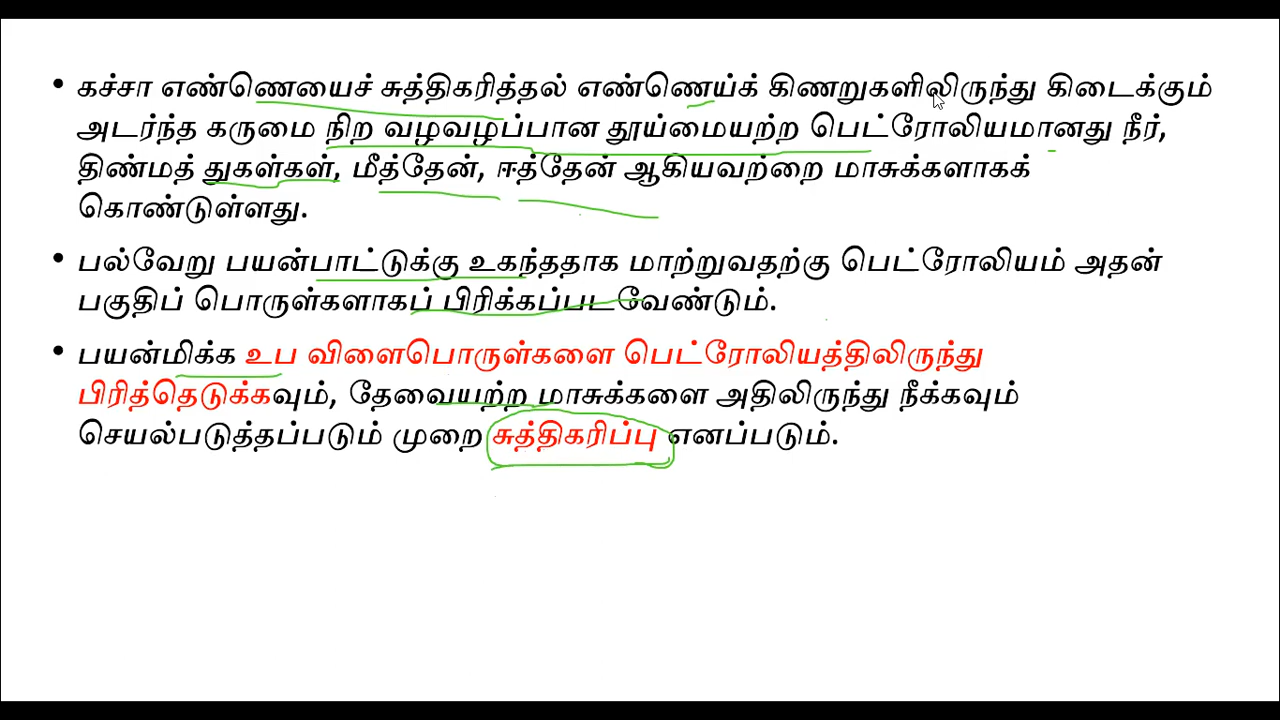 • கச்சா எண்ணெயைச் சுத்திகரித்தல் எண்ணெய்க் கிணறுகளிலிருந்து கிடைக்கும்
அடர்ந்த கருமை நிற வழவழப்பான தூய்மையற்ற பெட்ரோலியமானது நீர்,
திண்மத் துகள்கள், மீத்தேன், ஈத்தேன் ஆகியவற்றை மாசுக்களாகக்
கொண்டுள்ளது.
• பல்வேறு பயன்பாட்டுக்கு உகந்ததாக மாற்றுவதற்கு பெட்ரோலியம் அதன்
பகுதிப் பொருள்களாகப் பிரிக்கப்படவேண்டும்.
• பயன்மிக்க உப விளைபொருள்களை பெட்ரோலியத்திலிருந்து
பிரித்தெடுக்கவும், தேவையற்ற மாசுக்களை அதிலிருந்து நீக்கவும்
செயல்படுத்தப்படும் முறை சுத்திகரிப்பு எனப்படும்.